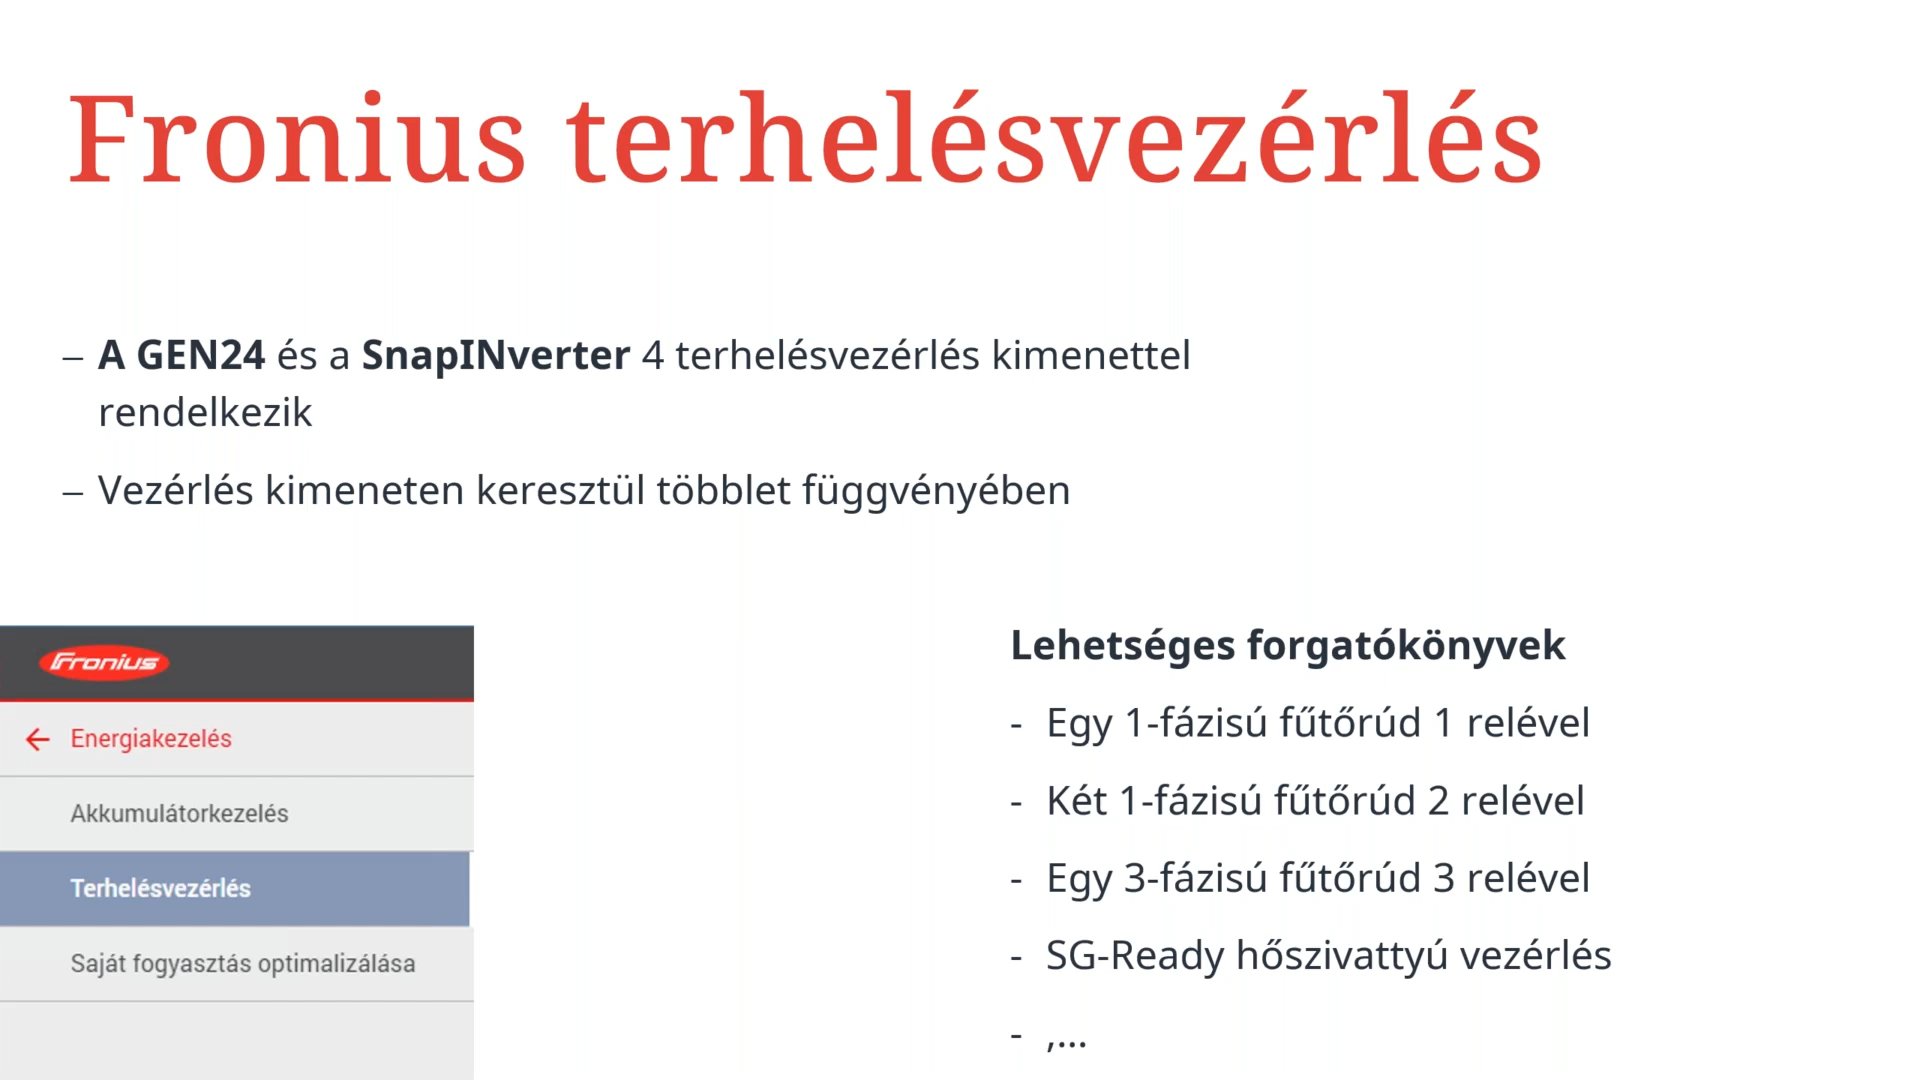 Fronius terhelésvezérlés
– A GEN24 és a SnapINverter 4 terhelésvezérlés kimenettel
rendelkezik
– Vezérlés kimeneten keresztül többlet függvényében
Fronius
Energiakezelés
Akkumulátorkezelés
Terhelésvezérlés
Saját fogyasztás optimalizálása
Lehetséges forgatókönyvek
- Egy 1-fázisú fűtőrúd 1 relével
- Két 1-fázisú fűtőrúd 2 relével
- Egy 3-fázisú fűtőrúd 3 relével
- SG-Ready hőszivattyú vezérlés
- ,...